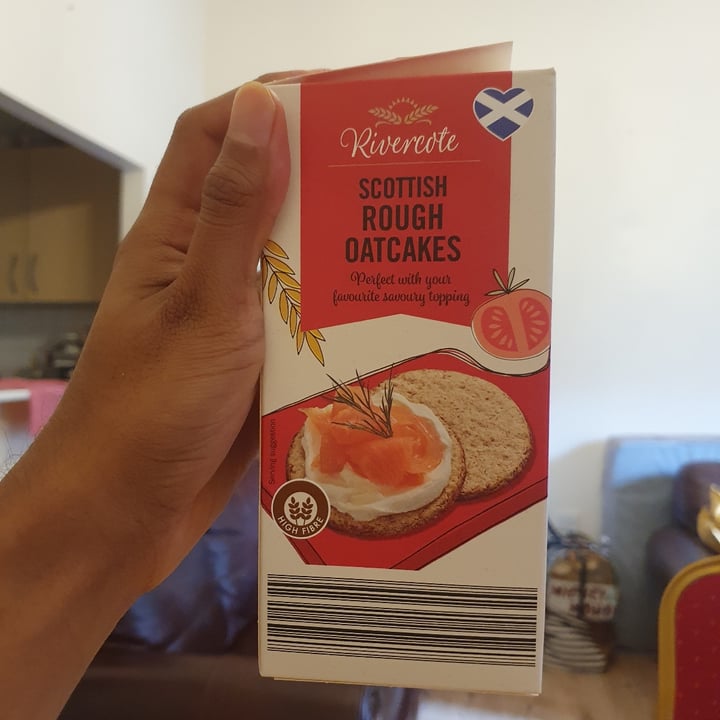 Rivercote
SCOTTISH
ROUGH
OATCAKES
Perfect with your
favourite savoury topping
Serving suggestion
HIGH FIBRE